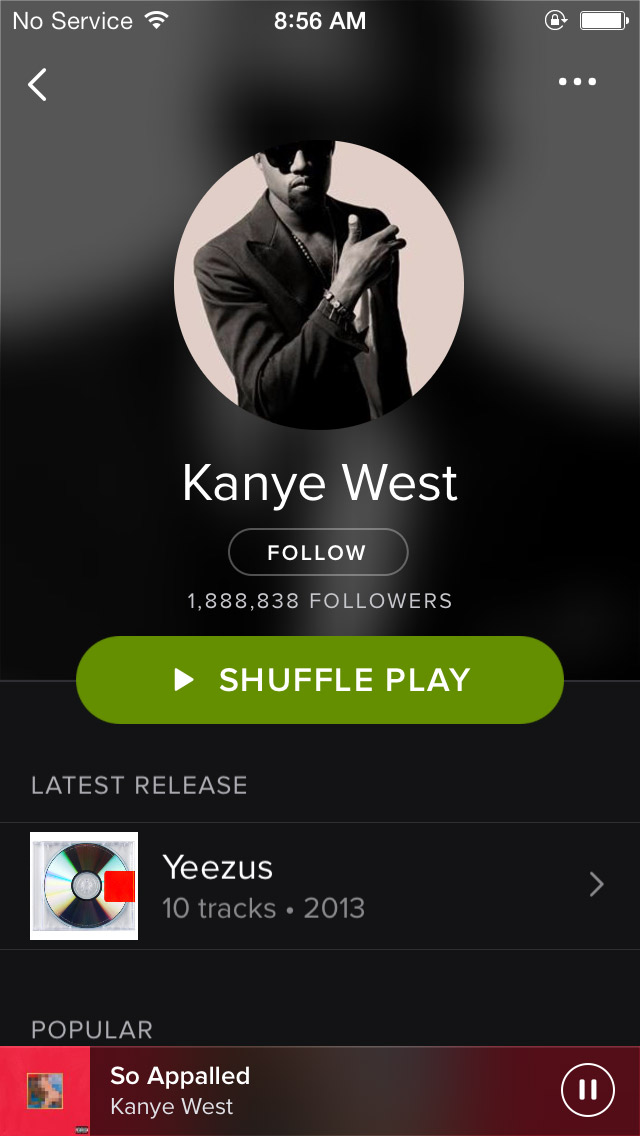 No Service 8:56 AM
Kanye West
FOLLOW
1,888,838 FOLLOWERS
SHUFFLE PLAY
LATEST RELEASE
Yeezus
10 tracks • 2013
POPULAR
So Appalled
Kanye West